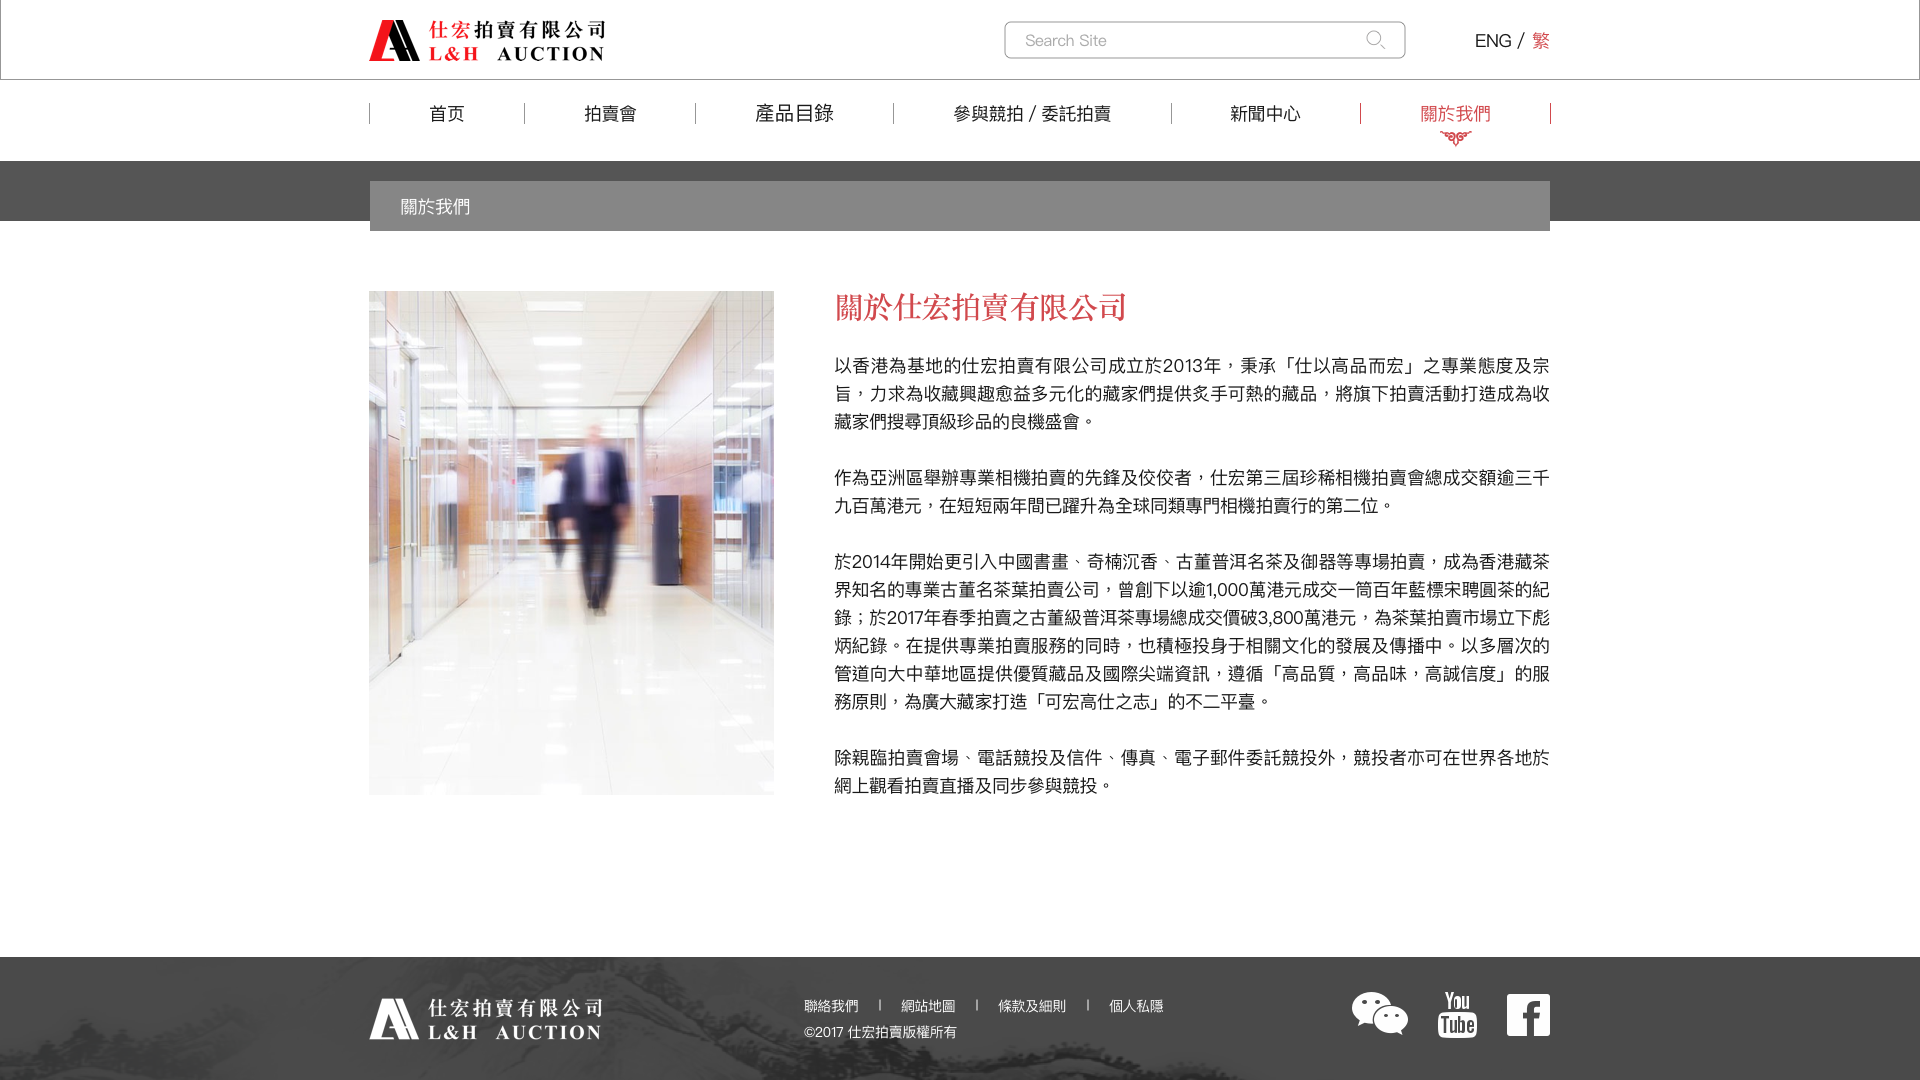 仕宏拍賣有限公司
L&H AUCTION
Search Site
ENG / 繁
首页
拍賣會
產品目錄
參與競拍 / 委託拍賣
新聞中心
關於我們
關於我們
關於仕宏拍賣有限公司
以香港為基地的仕宏拍賣有限公司成立於2013年，秉承「仕以高品而宏」之專業態度及宗
旨，力求為收藏興趣愈益多元化的藏家們提供炙手可熱的藏品，將旗下拍賣活動打造成為收
藏家們搜尋頂級珍品的良機盛會。
作為亞洲區舉辦專業相機拍賣的先鋒及佼佼者，仕宏第三屆珍稀相機拍賣會總成交額逾三千
九百萬港元，在短短兩年間已躍升為全球同類專門相機拍賣行的第二位。
於2014年開始更引入中國書畫、奇楠沉香、古董普洱名茶及御器等專場拍賣，成為香港藏茶
界知名的專業古董名茶葉拍賣公司，曾創下以逾1,000萬港元成交一筒百年藍標宋聘圓茶的紀
錄；於2017年春季拍賣之古董級普洱茶專場總成交價破3,800萬港元，為茶葉拍賣市場立下彪
炳紀錄。在提供專業拍賣服務的同時，也積極投身于相關文化的發展及傳播中。以多層次的
管道向大中華地區提供優質藏品及國際尖端資訊，遵循「高品質，高品味，高誠信度」的服
務原則，為廣大藏家打造「可宏高仕之志」的不二平臺。
除親臨拍賣會場、電話競投及信件、傳真、電子郵件委託競投外，競投者亦可在世界各地於
網上觀看拍賣直播及同步參與競投。
仕宏拍賣有限公司
L&H AUCTION
聯絡我們 | 網站地圖 | 條款及細則 | 個人私隱
©2017 仕宏拍賣版權所有
You
Tube